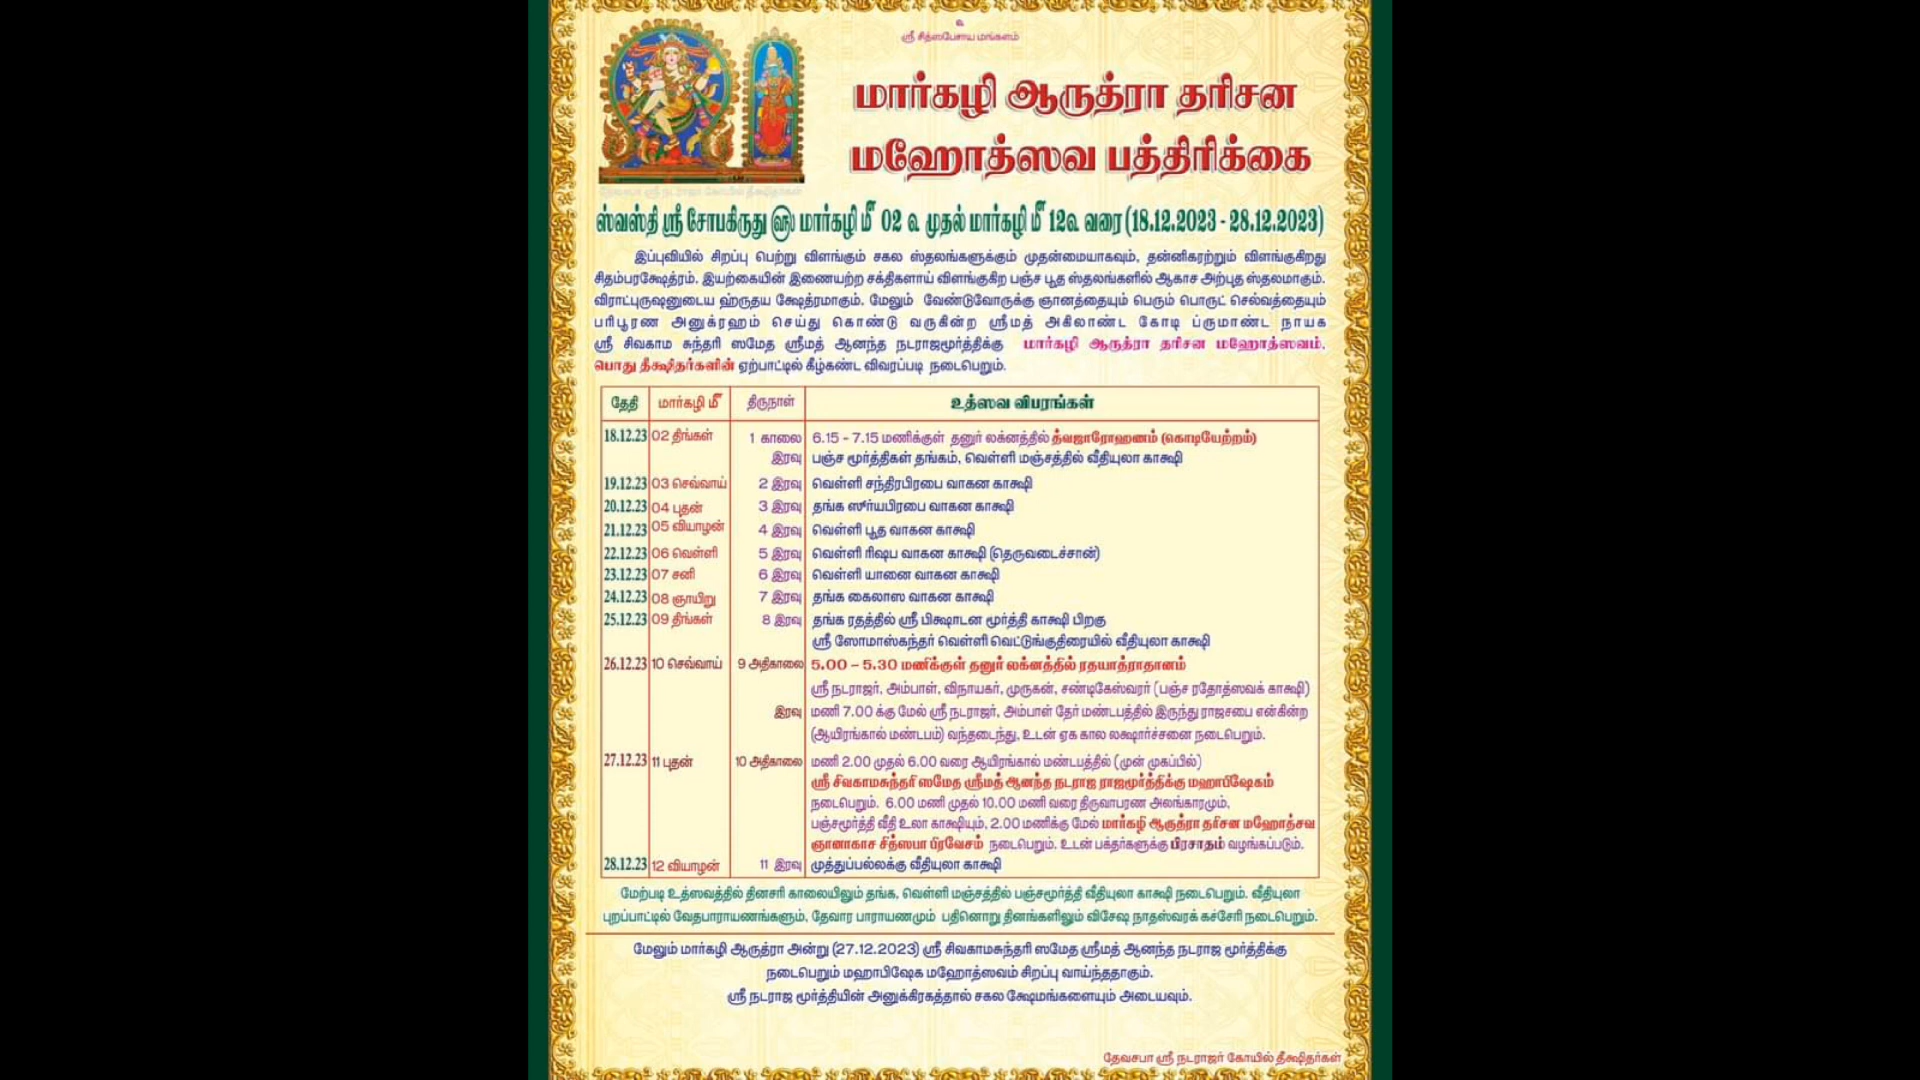 உ
ஸ்ரீ சித்ஸபேசாய மங்களம்
மார்கழி ஆருத்ரா தரிசன
மஹோத்ஸவ பத்திரிக்கை
ஸ்வஸ்தி ஸ்ரீ சோபகிருது ௵ மார்கழி மீ 02 உ முதல் மார்கழி மீ 12உ வரை (18.12.2023 - 28.12.2023)
இப்புவியில் சிறப்பு பெற்று விளங்கும் சகல ஸ்தலங்களுக்கும் முதன்மையாகவும், தன்னிகரற்றும் விளங்குகிறது
சிதம்பரக்ஷேத்ரம். இயற்கையின் இணையற்ற சக்திகளாய் விளங்குகிற பஞ்ச பூத ஸ்தலங்களில் ஆகாச அற்புத ஸ்தலமாகும்.
விராட்புருஷனுடைய ஹ்ருதய க்ஷேத்ரமாகும். மேலும் வேண்டுவோருக்கு ஞானத்தையும் பெரும் பொருட் செல்வத்தையும்
பரிபூரண அனுக்ரஹம் செய்து கொண்டு வருகின்ற ஸ்ரீமத் அகிலாண்ட கோடி ப்ருமாண்ட நாயக
ஸ்ரீ சிவகாம சுந்தரி ஸமேத ஸ்ரீமத் ஆனந்த நடராஜமூர்த்திக்கு மார்கழி ஆருத்ரா தரிசன மஹோத்ஸவம்,
பொது தீக்ஷிதர்களின் ஏற்பாட்டில் கீழ்கண்ட விவரப்படி நடைபெறும்.
தேதி மார்கழி மீ திருநாள் உத்ஸவ விபரங்கள்
18.12.23 02 திங்கள் 1 காலை 6.15 - 7.15 மணிக்குள் தனுர் லக்னத்தில் த்வஜாரோஹணம் (கொடியேற்றம்)
இரவு பஞ்ச மூர்த்திகள் தங்கம், வெள்ளி மஞ்சத்தில் வீதியுலா காக்ஷி
19.12.23 03 செவ்வாய் 2 இரவு வெள்ளி சந்திரபிரபை வாகன காக்ஷி
20.12.23 04 புதன் 3 இரவு தங்க ஸூர்யபிரபை வாகன காக்ஷி
21.12.23 05 வியாழன் 4 இரவு வெள்ளி பூத வாகன காக்ஷி
22.12.23 06 வெள்ளி 5 இரவு வெள்ளி ரிஷப வாகன காக்ஷி (தெருவடைச்சான்)
23.12.23 07 சனி 6 இரவு வெள்ளி யானை வாகன காக்ஷி
24.12.23 08 ஞாயிறு 7 இரவு தங்க கைலாஸ வாகன காக்ஷி
25.12.23 09 திங்கள் 8 இரவு தங்க ரதத்தில் ஸ்ரீ பிக்ஷாடன மூர்த்தி காக்ஷி பிறகு
ஸ்ரீ ஸோமாஸ்கந்தர் வெள்ளி வெட்டுங்குதிரையில் வீதியுலா காக்ஷி
26.12.23 10 செவ்வாய் 9 அதிகாலை 5.00 – 5.30 மணிக்குள் தனுர் லக்னத்தில் ரதயாத்ராதானம்
ஸ்ரீ நடராஜர், அம்பாள், விநாயகர், முருகன், சண்டிகேஸ்வரர் (பஞ்ச ரதோத்ஸவக் காக்ஷி)
இரவு மணி 7.00 க்கு மேல் ஸ்ரீ நடராஜர், அம்பாள் தேர் மண்டபத்தில் இருந்து ராஜசபை என்கின்ற
(ஆயிரங்கால் மண்டபம்) வந்தடைந்து, உடன் ஏக கால லக்ஷார்ச்சனை நடைபெறும்.
27.12.23 11 புதன் 10 அதிகாலை மணி 2.00 முதல் 6.00 வரை ஆயிரங்கால் மண்டபத்தில் (முன் முகப்பில்)
ஸ்ரீ சிவகாமசுந்தரி ஸமேத ஸ்ரீமத் ஆனந்த நடராஜ ராஜமூர்த்திக்கு மஹாபிஷேகம்
நடைபெறும். 6.00 மணி முதல் 10.00 மணி வரை திருவாபரண அலங்காரமும்,
பஞ்சமூர்த்தி வீதி உலா காக்ஷியும், 2.00 மணிக்கு மேல் மார்கழி ஆருத்ரா தரிசன மஹோத்சவ
ஞானாகாச சித்ஸபா பிரவேசம் நடைபெறும். உடன் பக்தர்களுக்கு பிரசாதம் வழங்கப்படும்.
28.12.23 12 வியாழன் 11 இரவு முத்துப்பல்லக்கு வீதியுலா காக்ஷி
மேற்படி உத்ஸவத்தில் தினசரி காலையிலும் தங்க, வெள்ளி மஞ்சத்தில் பஞ்சமூர்த்தி வீதியுலா காக்ஷி நடைபெறும். வீதியுலா
புறப்பாட்டில் வேதபாராயணங்களும், தேவார பாராயணமும் பதினொறு தினங்களிலும் விசேஷ நாதஸ்வரக் கச்சேரி நடைபெறும்.
மேலும் மார்கழி ஆருத்ரா அன்று (27.12.2023) ஸ்ரீ சிவகாமசுந்தரி ஸமேத ஸ்ரீமத் ஆனந்த நடராஜ மூர்த்திக்கு
நடைபெறும் மஹாபிஷேக மஹோத்ஸவம் சிறப்பு வாய்ந்ததாகும்.
ஸ்ரீ நடராஜ மூர்த்தியின் அனுக்கிரகத்தால் சகல க்ஷேமங்களையும் அடையவும்.
தேவசபா ஸ்ரீ நடராஜர் கோயில் தீக்ஷிதர்கள்